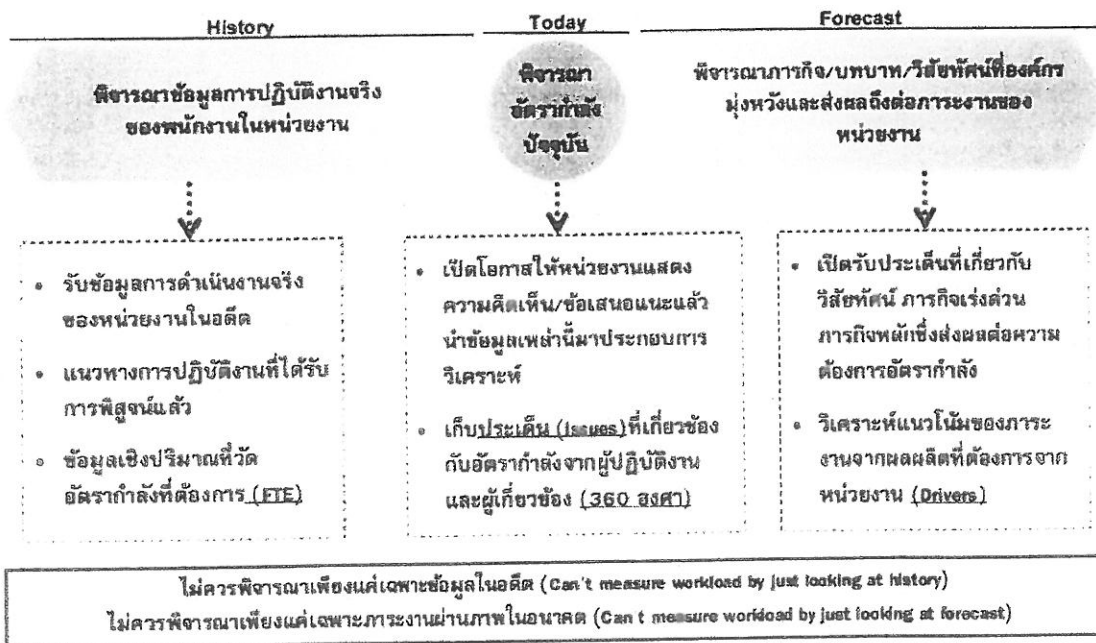 History
Today
Forecast
พิจารณาข้อมูลการปฏิบัติงานจริง
ของพนักงานในหน่วยงาน
พิจารณา
อัตรากำลัง
ปัจจุบัน
พิจารณาภารกิจ/บทบาท/วิสัยทัศน์ที่องค์กร
มุ่งหวังและส่งผลถึงต่อภาระงานของ
หน่วยงาน
• รับข้อมูลการดำเนินงานจริง
ของหน่วยงานในอดีต
• แนวทางการปฏิบัติงานที่ได้รับ
การพิสูจน์แล้ว
• ข้อมูลเชิงปริมาณที่วัด
อัตรากำลังที่ต้องการ (FTE)
• เปิดโอกาสให้หน่วยงานแสดง
ความคิดเห็น/ข้อเสนอแนะแล้ว
นำข้อมูลเหล่านี้มาประกอบการ
วิเคราะห์
• เก็บประเด็น (Issues) ที่เกี่ยวข้อง
กับอัตรากำลังจากผู้ปฏิบัติงาน
และผู้เกี่ยวข้อง (360 องศา)
• เปิดรับประเด็นที่เกี่ยวกับ
วิสัยทัศน์ ภารกิจเร่งด่วน
ภารกิจหลักซึ่งส่งผลต่อความ
ต้องการอัตรากำลัง
• วิเคราะห์แนวโน้มของภาระ
งานจากผลผลิตที่ต้องการจาก
หน่วยงาน (Drivers)
ไม่ควรพิจารณาเพียงแค่เฉพาะข้อมูลในอดีต (Can't measure workload by just looking at history)
ไม่ควรพิจารณาเพียงแค่เฉพาะภาระงานผ่านภาพในอนาคต (Can t measure workload by just looking at forecast)